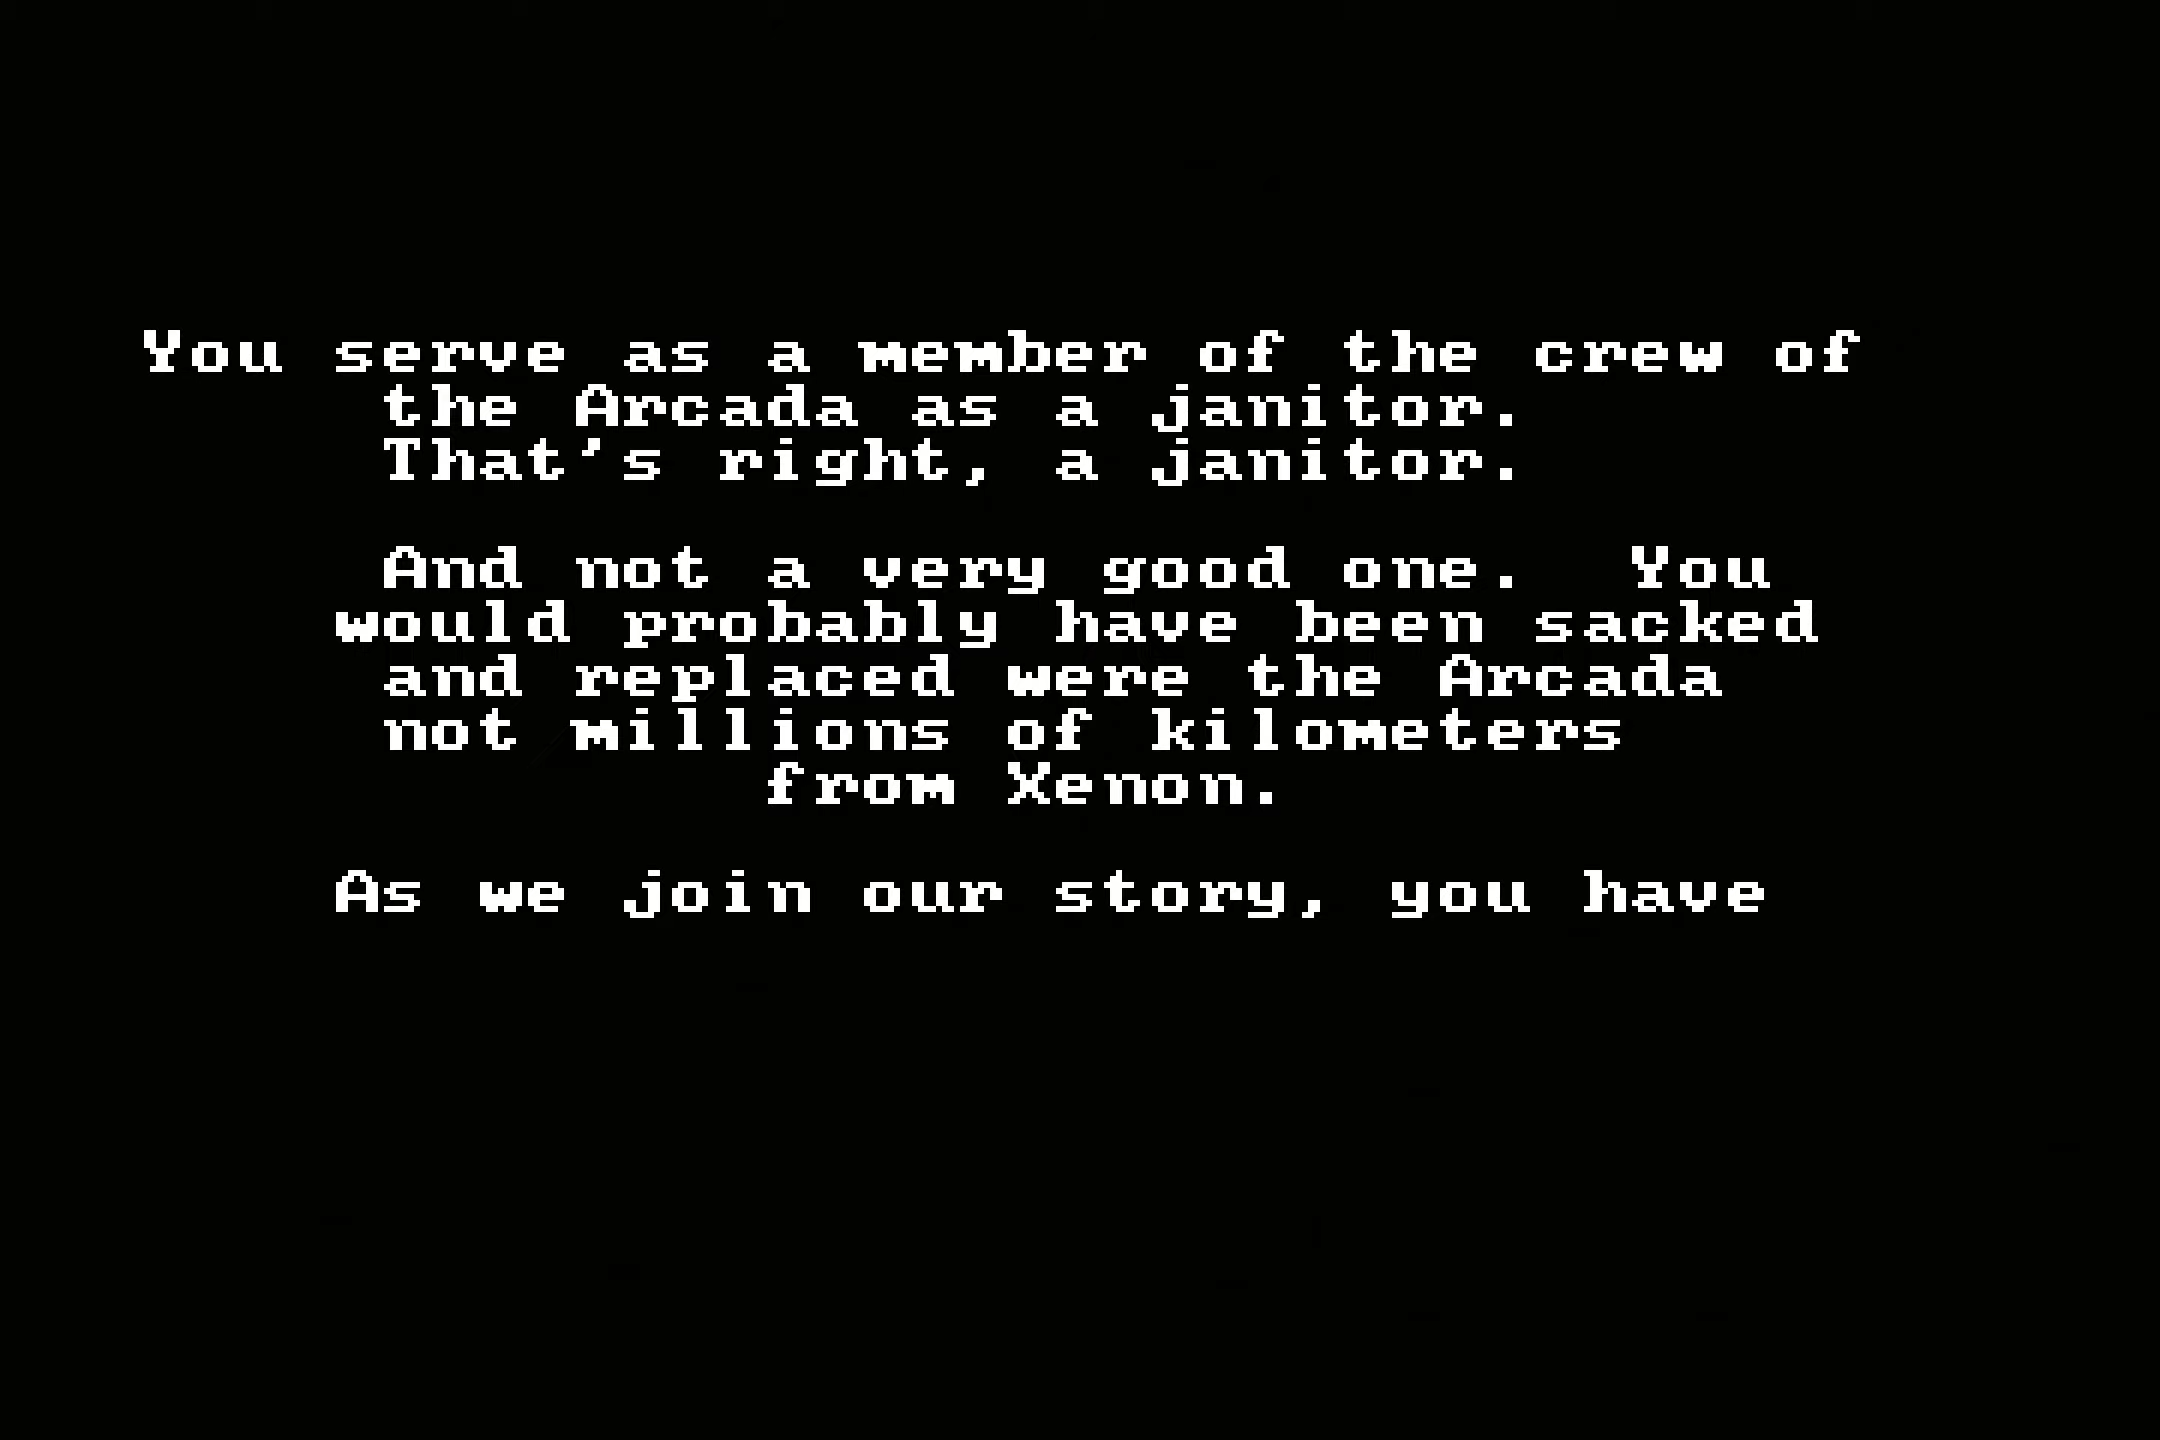 You serve as a member of the crew of
the Arcada as a janitor.
That's right, a janitor.
And not a very good one.  You
would probably have been sacked
and replaced were the Arcada
not millions of kilometers
from Xenon.
As we join our story, you have